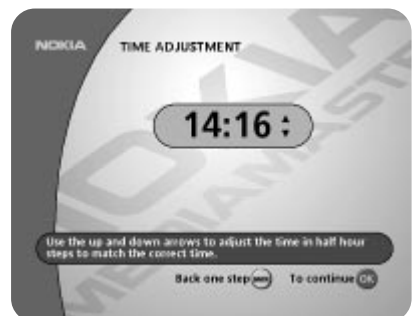 NOKIA
TIME ADJUSTMENT
14:16
Use the up and down arrows to adjust the time in half hour
steps to match the correct time.
Back one step
To continue OK
NOKIA
MEDIAMASTER